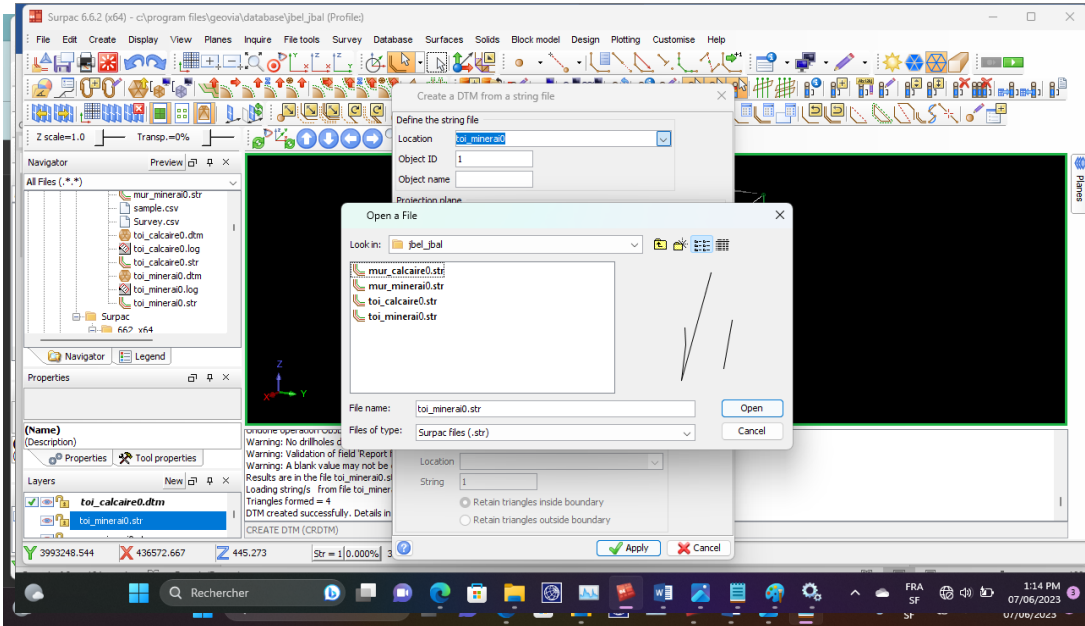 Surpac 6.6.2 (x64) - c:\program files\geovia\database\jbel_jbal (Profile:)
File Edit Create Display View Planes Inquire File tools Survey Database Surfaces Solids Block model Design Plotting Customise Help
Create a DTM from a string file
Define the string file
Z scale=1.0 Transp.=0%
Location toi_minerai0
Object ID 1
Object name
Projection plane
Navigator Preview
All Files (.*.*)
mur_minerai0.str
sample.csv
Survey.csv
toi_calcaire0.dtm
toi_calcaire0.log
toi_calcaire0.str
toi_minerai0.dtm
toi_minerai0.log
toi_minerai0.str
Surpac
662_x64
Navigator Legend
Planes
Open a File
Look in: jbel_jbal
mur_calcaire0.str
mur_minerai0.str
toi_calcaire0.str
toi_minerai0.str
File name: toi_minerai0.str Open
Files of type: Surpac files (.str) Cancel
Z
X Y
Properties
(Name)
(Description)
Properties Tool properties
Layers New
toi_calcaire0.dtm
toi_minerai0.str
Warning: No drillholes d
Warning: Validation of field 'Report
Warning: A blank value may not be
Results are in the file toi_minerai0.s
Loading string/s from file toi_miner
Triangles formed = 4
DTM created successfully. Details in
CREATE DTM (CRDTM)
Location
String 1
Retain triangles inside boundary
Retain triangles outside boundary
Apply Cancel
Y 3993248.544 X 436572.667 Z 445.273 Str = 1 0.000% 3
Rechercher
FRA
SF
1:14 PM
07/06/2023
3
SF
07/06/2023